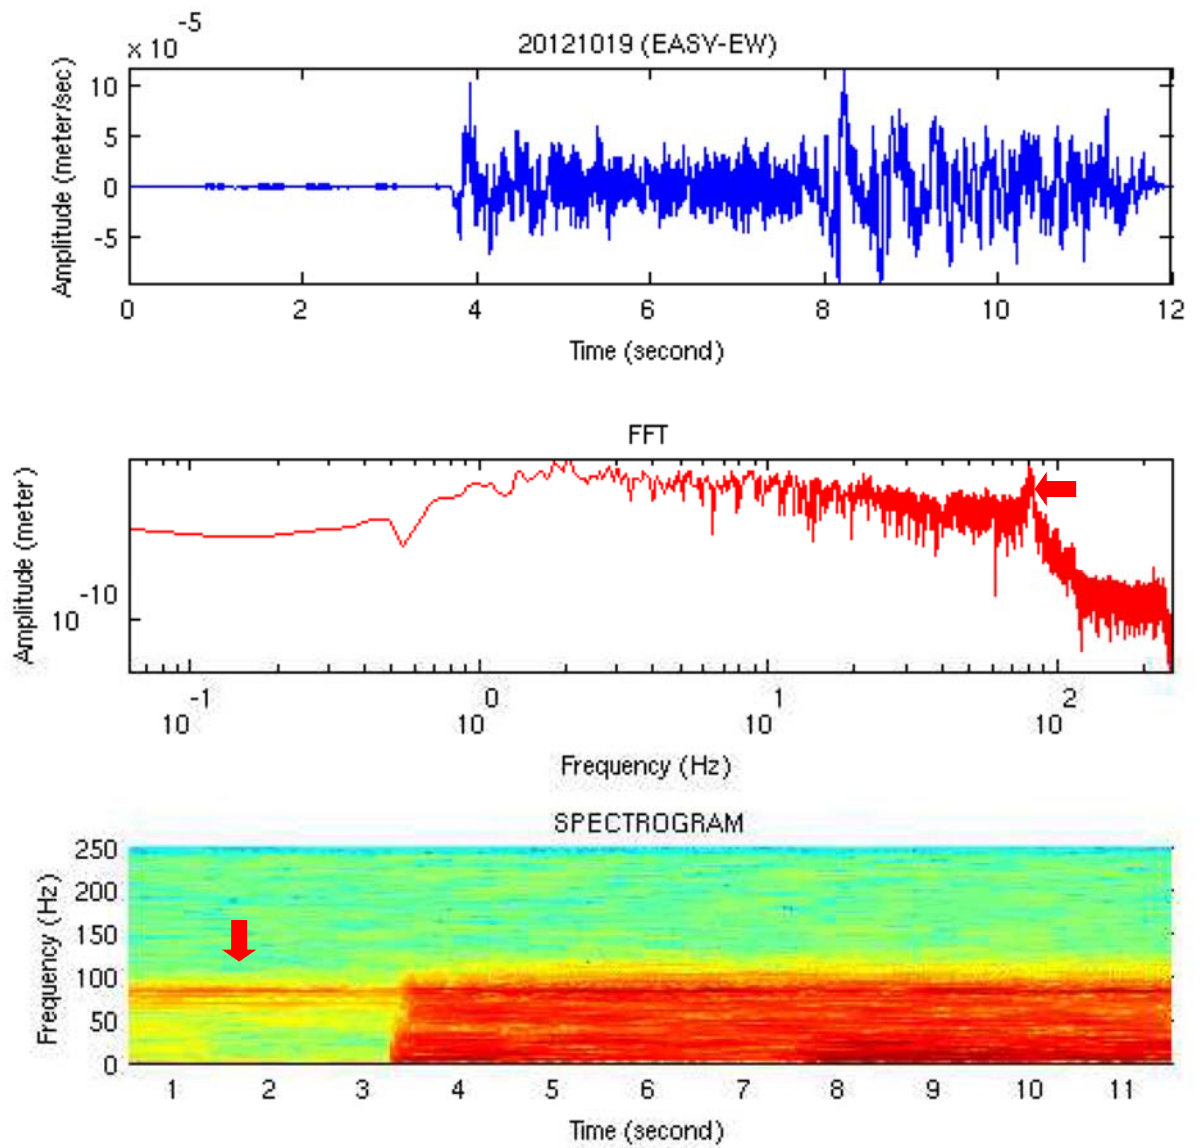 20121019 (EASY-EW)
x 10 -5
Amplitude (meter/sec)
10
5
0
-5
0 2 4 6 8 10 12
Time (second)
FFT
Amplitude (meter)
10 -10
10 -1 10 0 10 1 10 2
Frequency (Hz)
SPECTROGRAM
Frequency (Hz)
250
200
150
100
50
0
1 2 3 4 5 6 7 8 9 10 11
Time (second)